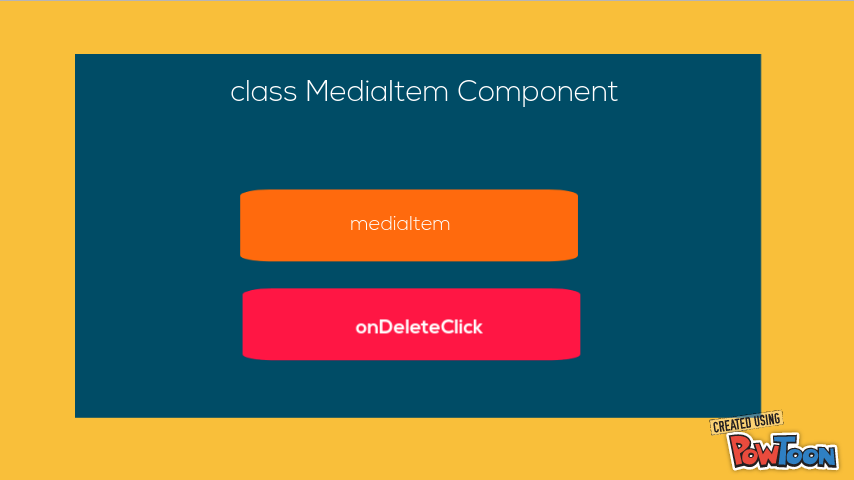 class MediaItem Component
mediaItem
onDeleteClick
CREATED USING
POWTOON